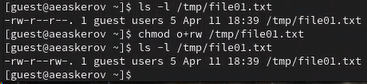 [guest@aeaskerov ~]$ ls -l /tmp/file01.txt
-rw-r--r--. 1 guest users 5 Apr 11 18:39 /tmp/file01.txt
[guest@aeaskerov ~]$ chmod o+rw /tmp/file01.txt
[guest@aeaskerov ~]$ ls -l /tmp/file01.txt
-rw-r--rw-. 1 guest users 5 Apr 11 18:39 /tmp/file01.txt
[guest@aeaskerov ~]$